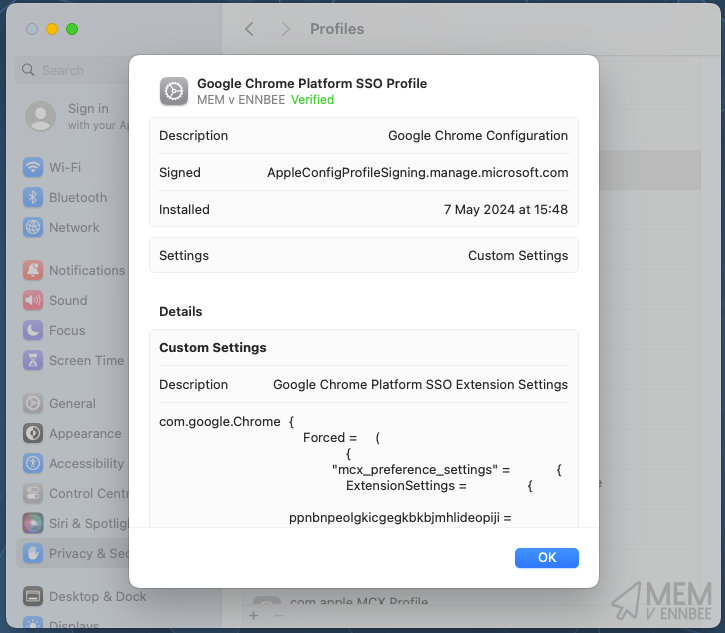 Profiles
Search
Sign in
with your Ap
Wi-Fi
Bluetooth
Network
Notifications
Sound
Focus
Screen Time
General
Appearance
Accessibility
Control Centr
Siri & Spotligh
Privacy & Sec
Desktop & Dock
Displays
Google Chrome Platform SSO Profile
MEM v ENNBEE Verified
Description Google Chrome Configuration
Signed AppleConfigProfileSigning.manage.microsoft.com
Installed 7 May 2024 at 15:48
Settings Custom Settings
Details
Custom Settings
Description Google Chrome Platform SSO Extension Settings
com.google.Chrome {
Forced = (
{
"mcx_preference_settings" = {
ExtensionSettings = {
ppnbnpeolgkicgegkbkbjmhlideopiji =
OK
com.apple.MCX Profile
+ −
MEM
V ENNBEE